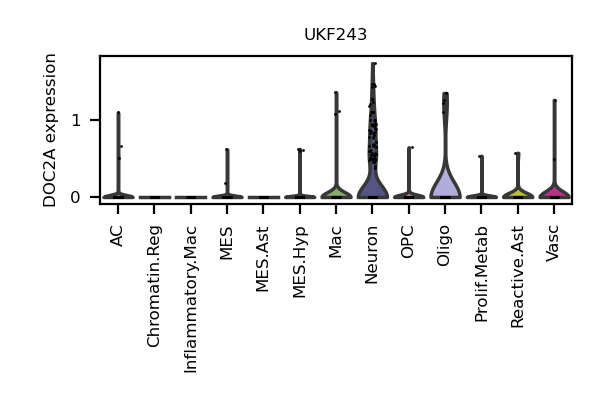 UKF243
DOC2A expression
1
0
AC
Chromatin.Reg
Inflammatory.Mac
MES
MES.Ast
MES.Hyp
Mac
Neuron
OPC
Oligo
Prolif.Metab
Reactive.Ast
Vasc